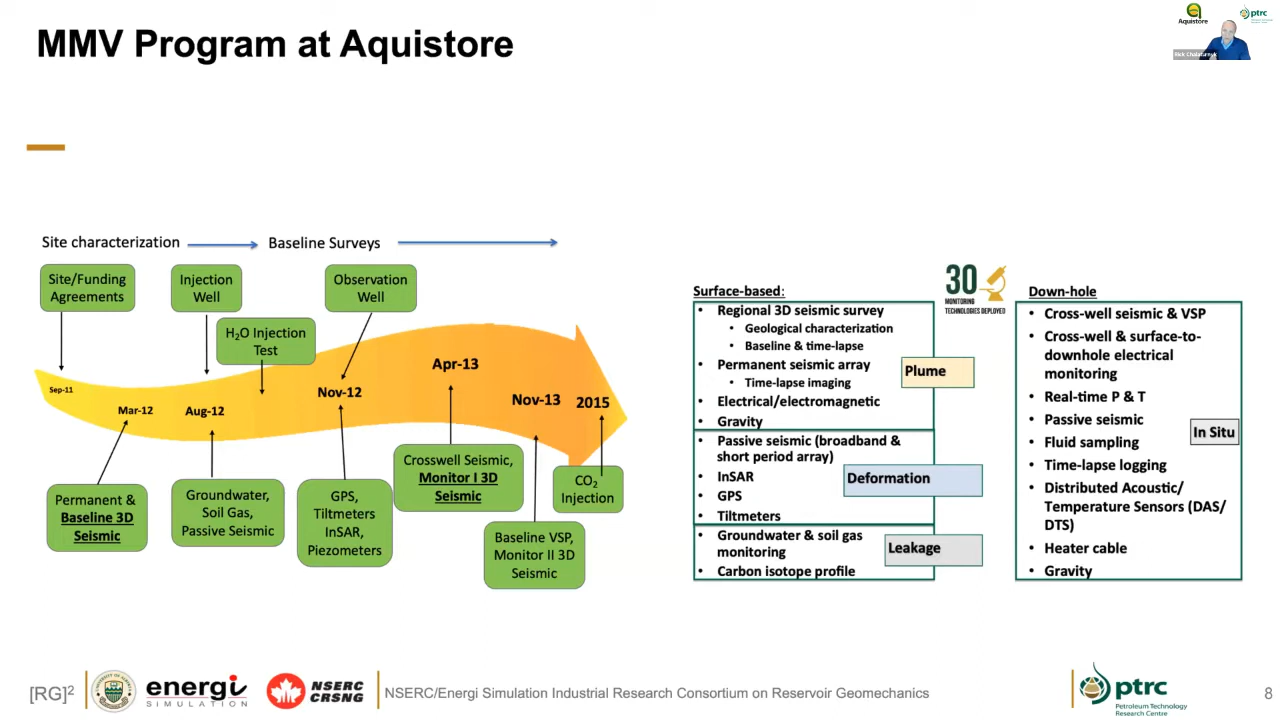 MMV Program at Aquistore
Aquistore
ptrc
Rick Chalaturnyk
Site characterization
Baseline Surveys
Site/Funding
Agreements
Injection
Well
Observation
Well
H₂O Injection
Test
Sep-11
Mar-12
Aug-12
Nov-12
Apr-13
Nov-13
2015
Permanent &
Baseline 3D
Seismic
Groundwater,
Soil Gas,
Passive Seismic
GPS,
Tiltmeters
InSAR,
Piezometers
Crosswell Seismic,
Monitor I 3D
Seismic
Baseline VSP,
Monitor II 3D
Seismic
CO₂
Injection
Surface-based:
• Regional 3D seismic survey
• Geological characterization
• Baseline & time-lapse
• Permanent seismic array
• Time-lapse imaging
• Electrical/electromagnetic
• Gravity
Plume
• Passive seismic (broadband &
short period array)
• InSAR
• GPS
• Tiltmeters
Deformation
• Groundwater & soil gas
monitoring
• Carbon isotope profile
Leakage
30
MONITORING
TECHNOLOGIES DEPLOYED
Down-hole
• Cross-well seismic & VSP
• Cross-well & surface-to-
downhole electrical
monitoring
• Real-time P & T
• Passive seismic
• Fluid sampling
• Time-lapse logging
• Distributed Acoustic/
Temperature Sensors (DAS/
DTS)
• Heater cable
• Gravity
In Situ
[RG]²
energi
SIMULATION
NSERC
CRSNG
NSERC/Energi Simulation Industrial Research Consortium on Reservoir Geomechanics
ptrc
Petroleum Technology
Research Centre
8